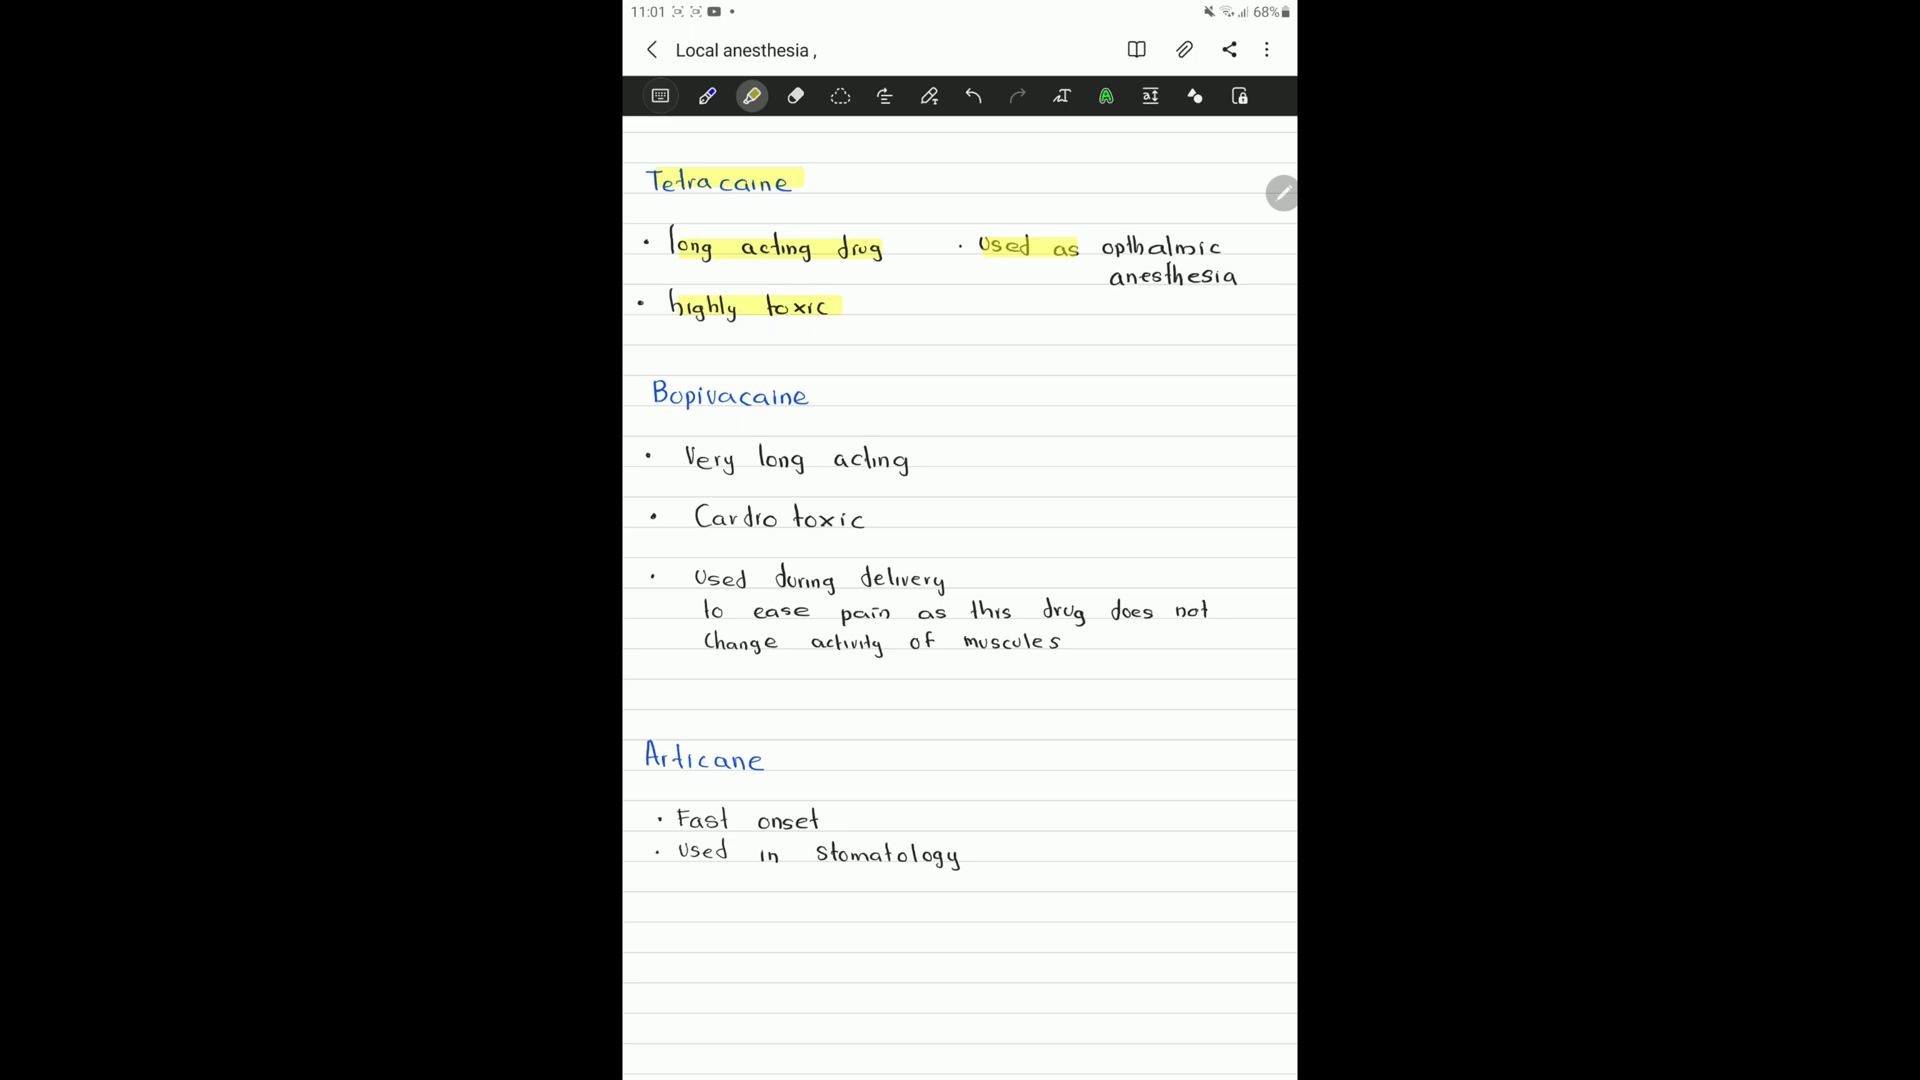 11:01
68%
Local anesthesia ,
Tetracaine
• long acting drug
• Used as opthalmic
anesthesia
• highly toxic
Bopivacaine
• Very long acting
• Cardio toxic
• Used during delivery
to ease pain as this drug does not
change activity of muscules
Articane
• Fast onset
• Used in stomatology